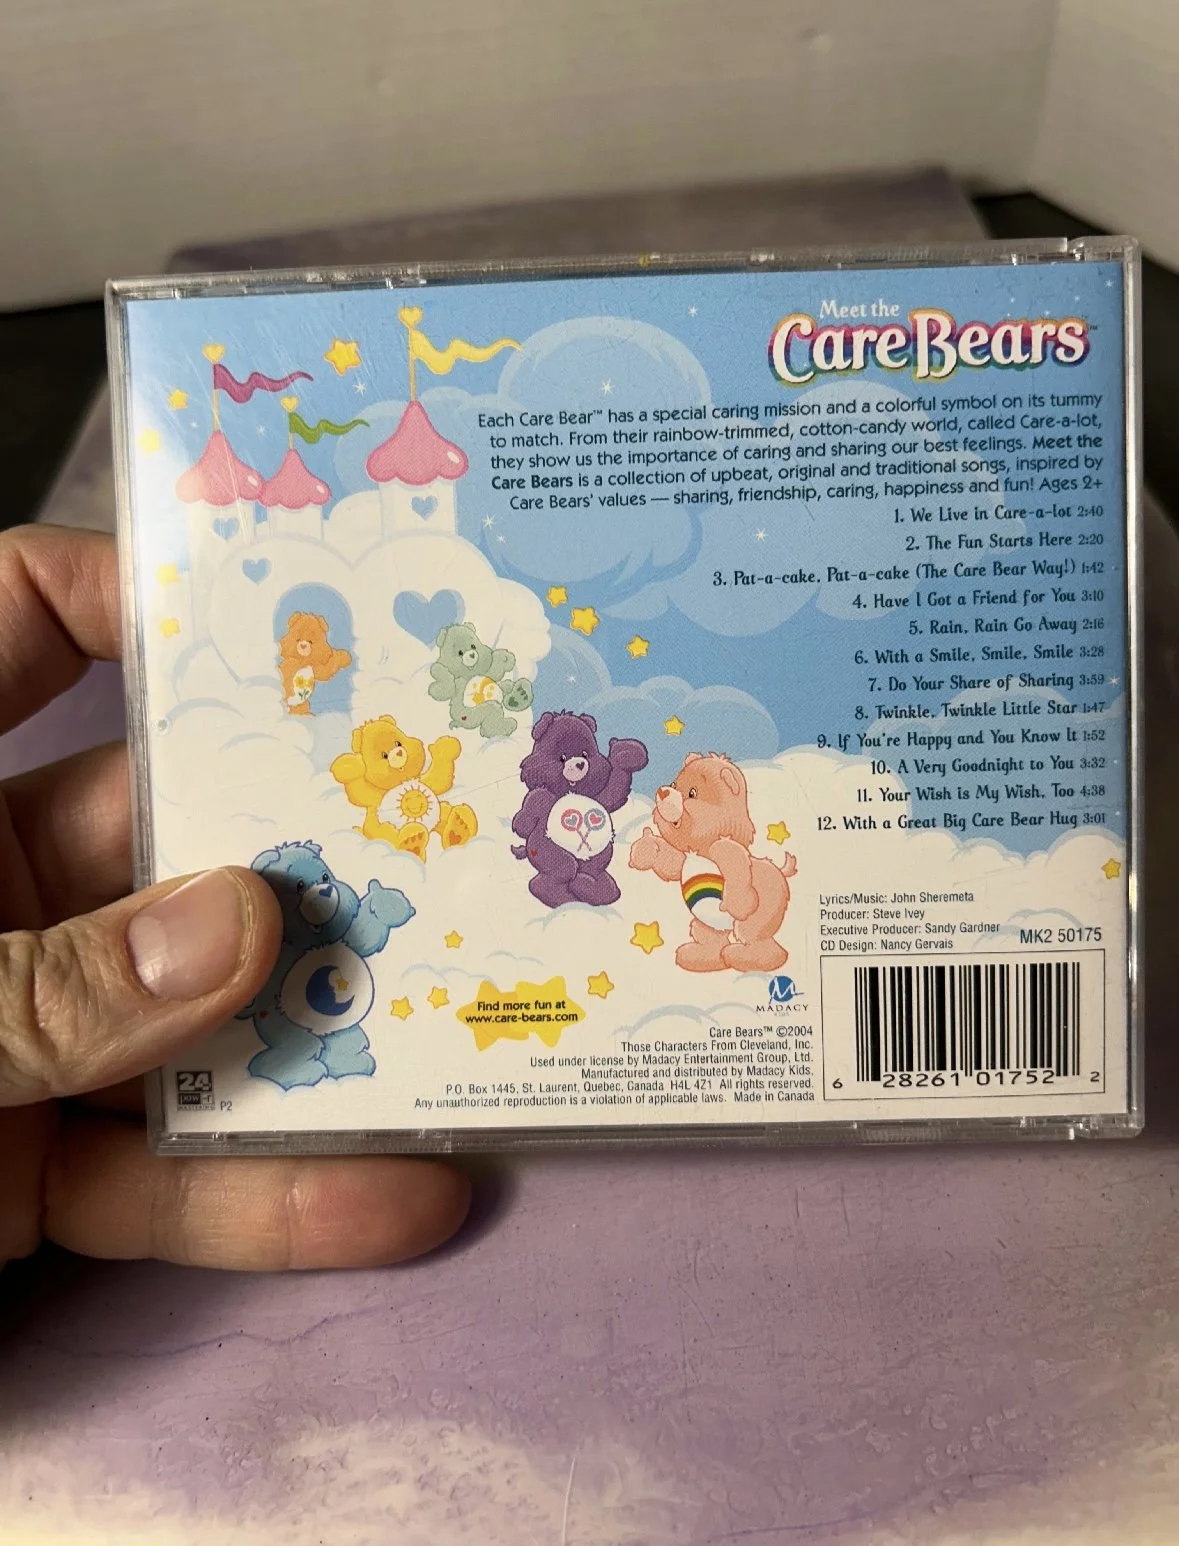 Meet the
Care Bears™
Each Care Bear™ has a special caring mission and a colorful symbol on its tummy
to match. From their rainbow-trimmed, cotton-candy world, called Care-a-lot,
they show us the importance of caring and sharing our best feelings. Meet the
Care Bears is a collection of upbeat, original and traditional songs, inspired by
Care Bears' values — sharing, friendship, caring, happiness and fun! Ages 2+
1. We Live in Care-a-lot 2:40
2. The Fun Starts Here 2:20
3. Pat-a-cake, Pat-a-cake (The Care Bear Way!) 1:42
4. Have I Got a Friend for You 3:10
5. Rain, Rain Go Away 2:16
6. With a Smile, Smile, Smile 3:28
7. Do Your Share of Sharing 3:59
8. Twinkle, Twinkle Little Star 1:47
9. If You're Happy and You Know It 1:52
10. A Very Goodnight to You 3:32
11. Your Wish is My Wish, Too 4:38
12. With a Great Big Care Bear Hug 3:01
Lyrics/Music: John Sheremeta
Producer: Steve Ivey
Executive Producer: Sandy Gardner
CD Design: Nancy Gervais
MK2 50175
Find more fun at
www.care-bears.com
MADACY
KIDS
Care Bears™ ©2004
Those Characters From Cleveland, Inc.
Used under license by Madacy Entertainment Group, Ltd.
Manufactured and distributed by Madacy Kids,
P.O. Box 1445, St. Laurent, Quebec, Canada H4L 4Z1 All rights reserved.
Any unauthorized reproduction is a violation of applicable laws. Made in Canada
6 28261 01752 2
24
P2